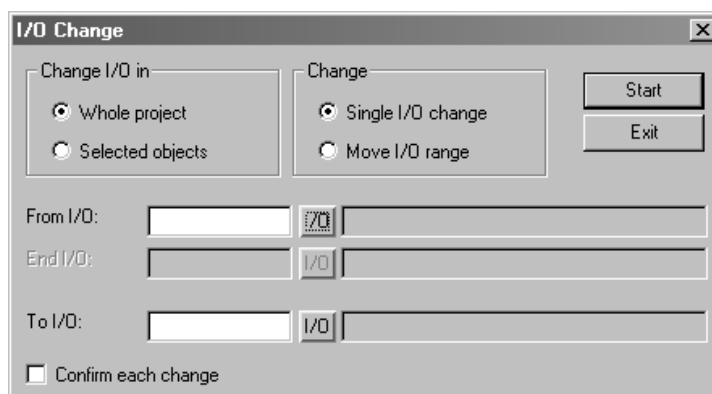 I/O Change
Change I/O in
Change
Whole project
Single I/O change
Start
Selected objects
Move I/O range
Exit
From I/O:
I/O
End I/O:
I/O
To I/O:
I/O
Confirm each change